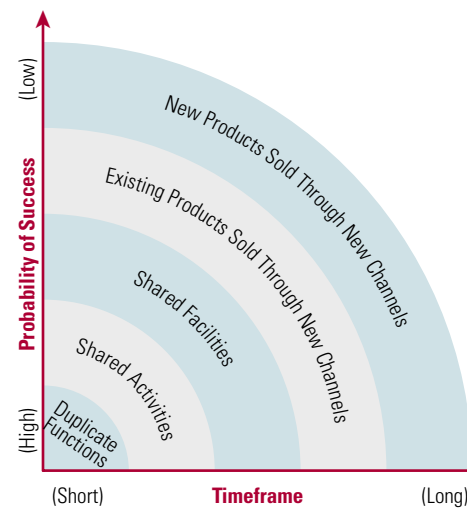 (Low)
Probability of Success
(High)
New Products Sold Through New Channels
Existing Products Sold Through New Channels
Shared Facilities
Shared Activities
Duplicate
Functions
(Short)
Timeframe
(Long)